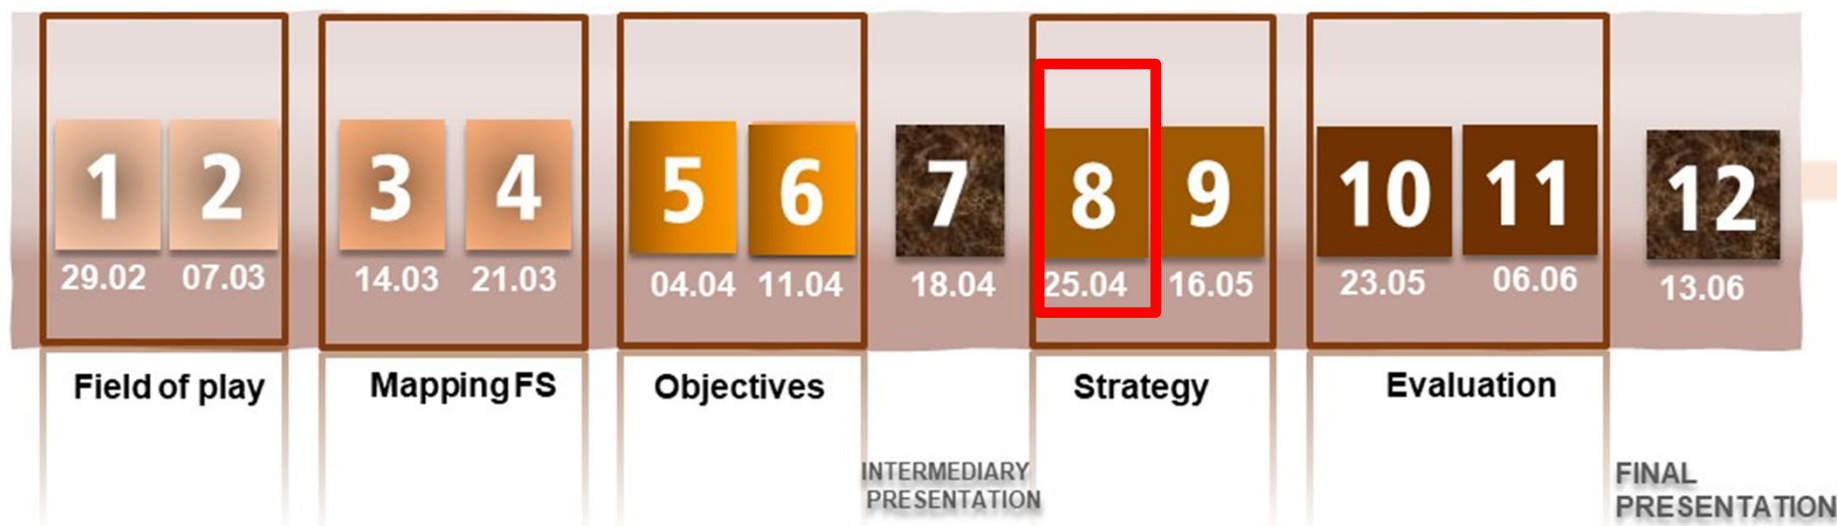 1 2 3 4 5 6 7 8 9 10 11 12
29.02 07.03 14.03 21.03 04.04 11.04 18.04 25.04 16.05 23.05 06.06 13.06
Field of play Mapping FS Objectives Strategy Evaluation
INTERMEDIARY
PRESENTATION
FINAL
PRESENTATION